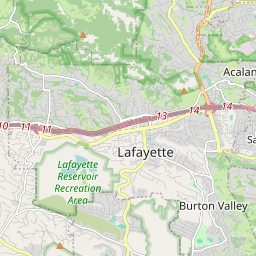 Acalan
13
14
14
10
11
11
Lafayette
Sa
Lafayette
Reservoir
Recreation
Area
Burton Valley